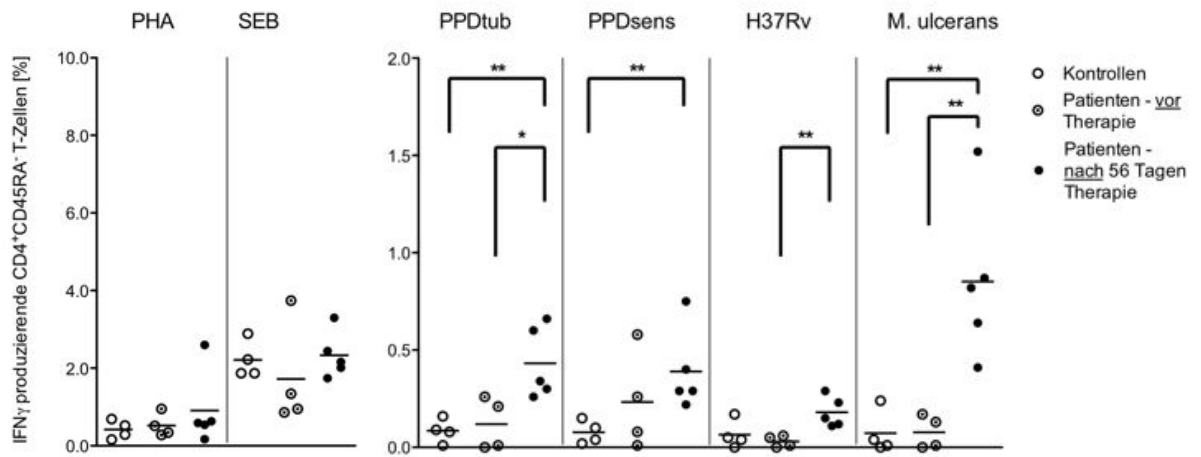 PHA SEB PPDtub PPDsens H37Rv M. ulcerans
IFNγ produzierende CD4⁺CD45RA⁻ T-Zellen [%]
10.0
8.0
6.0
4.0
2.0
0.0
2.0
1.5
1.0
0.5
0.0
** ** ** **
* ** 
Kontrollen
Patienten - vor
Therapie
Patienten -
nach 56 Tagen
Therapie